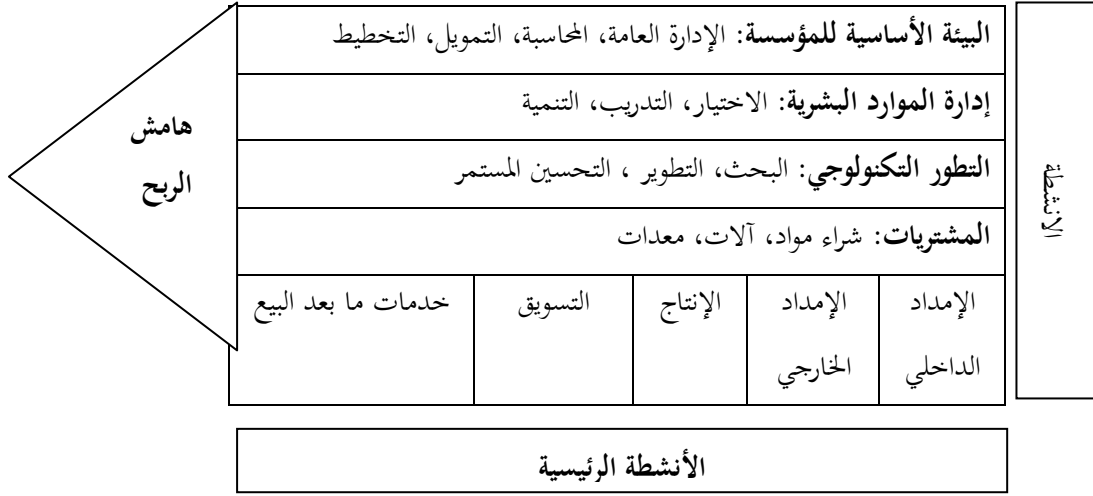 البيئة الأساسية للمؤسسة: الإدارة العامة، المحاسبة، التمويل، التخطيط
إدارة الموارد البشرية: الاختيار، التدريب، التنمية
التطور التكنولوجي: البحث، التطوير ، التحسين المستمر
المشتريات: شراء مواد، آلات، معدات
الإمداد
الداخلي
الإمداد
الخارجي
الإنتاج
التسويق
خدمات ما بعد البيع
هامش
الربح
الانشطة
الأنشطة الرئيسية